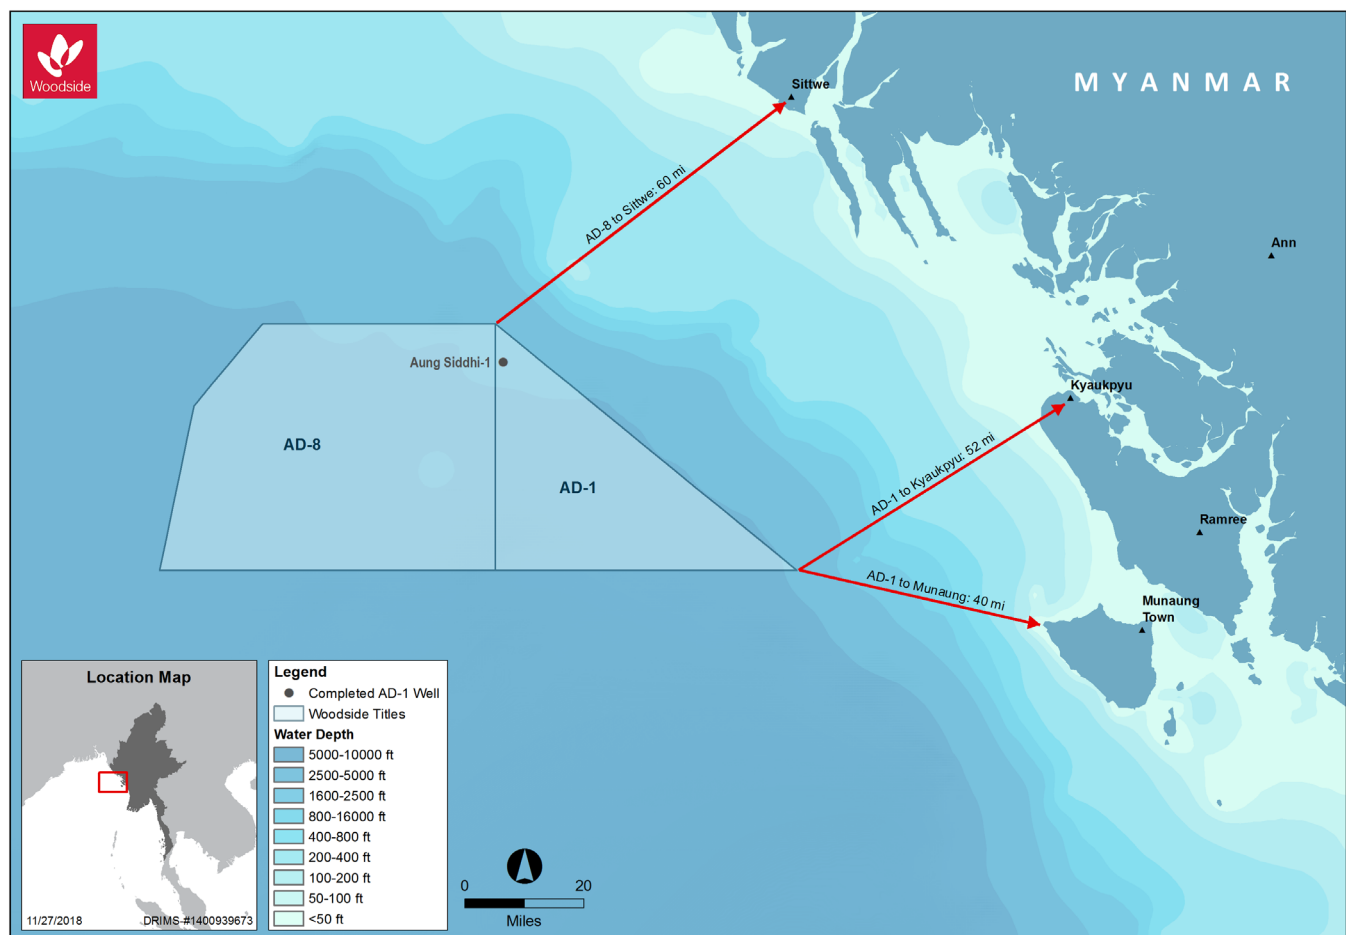 Woodside
MYANMAR
Sittwe
AD-8 to Sittwe: 60 mi
Ann
Aung Siddhi-1
Kyaukpyu
AD-8
AD-1 to Kyaukpyu: 52 mi
AD-1
Ramree
AD-1 to Munaung: 40 mi
Munaung
Town
Location Map
11/27/2018
DRIMS-#1400939673
Legend
Completed AD-1 Well
Woodside Titles
Water Depth
5000-10000 ft
2500-5000 ft
1600-2500 ft
800-16000 ft
400-800 ft
200-400 ft
100-200 ft
50-100 ft
<50 ft
0 20
Miles